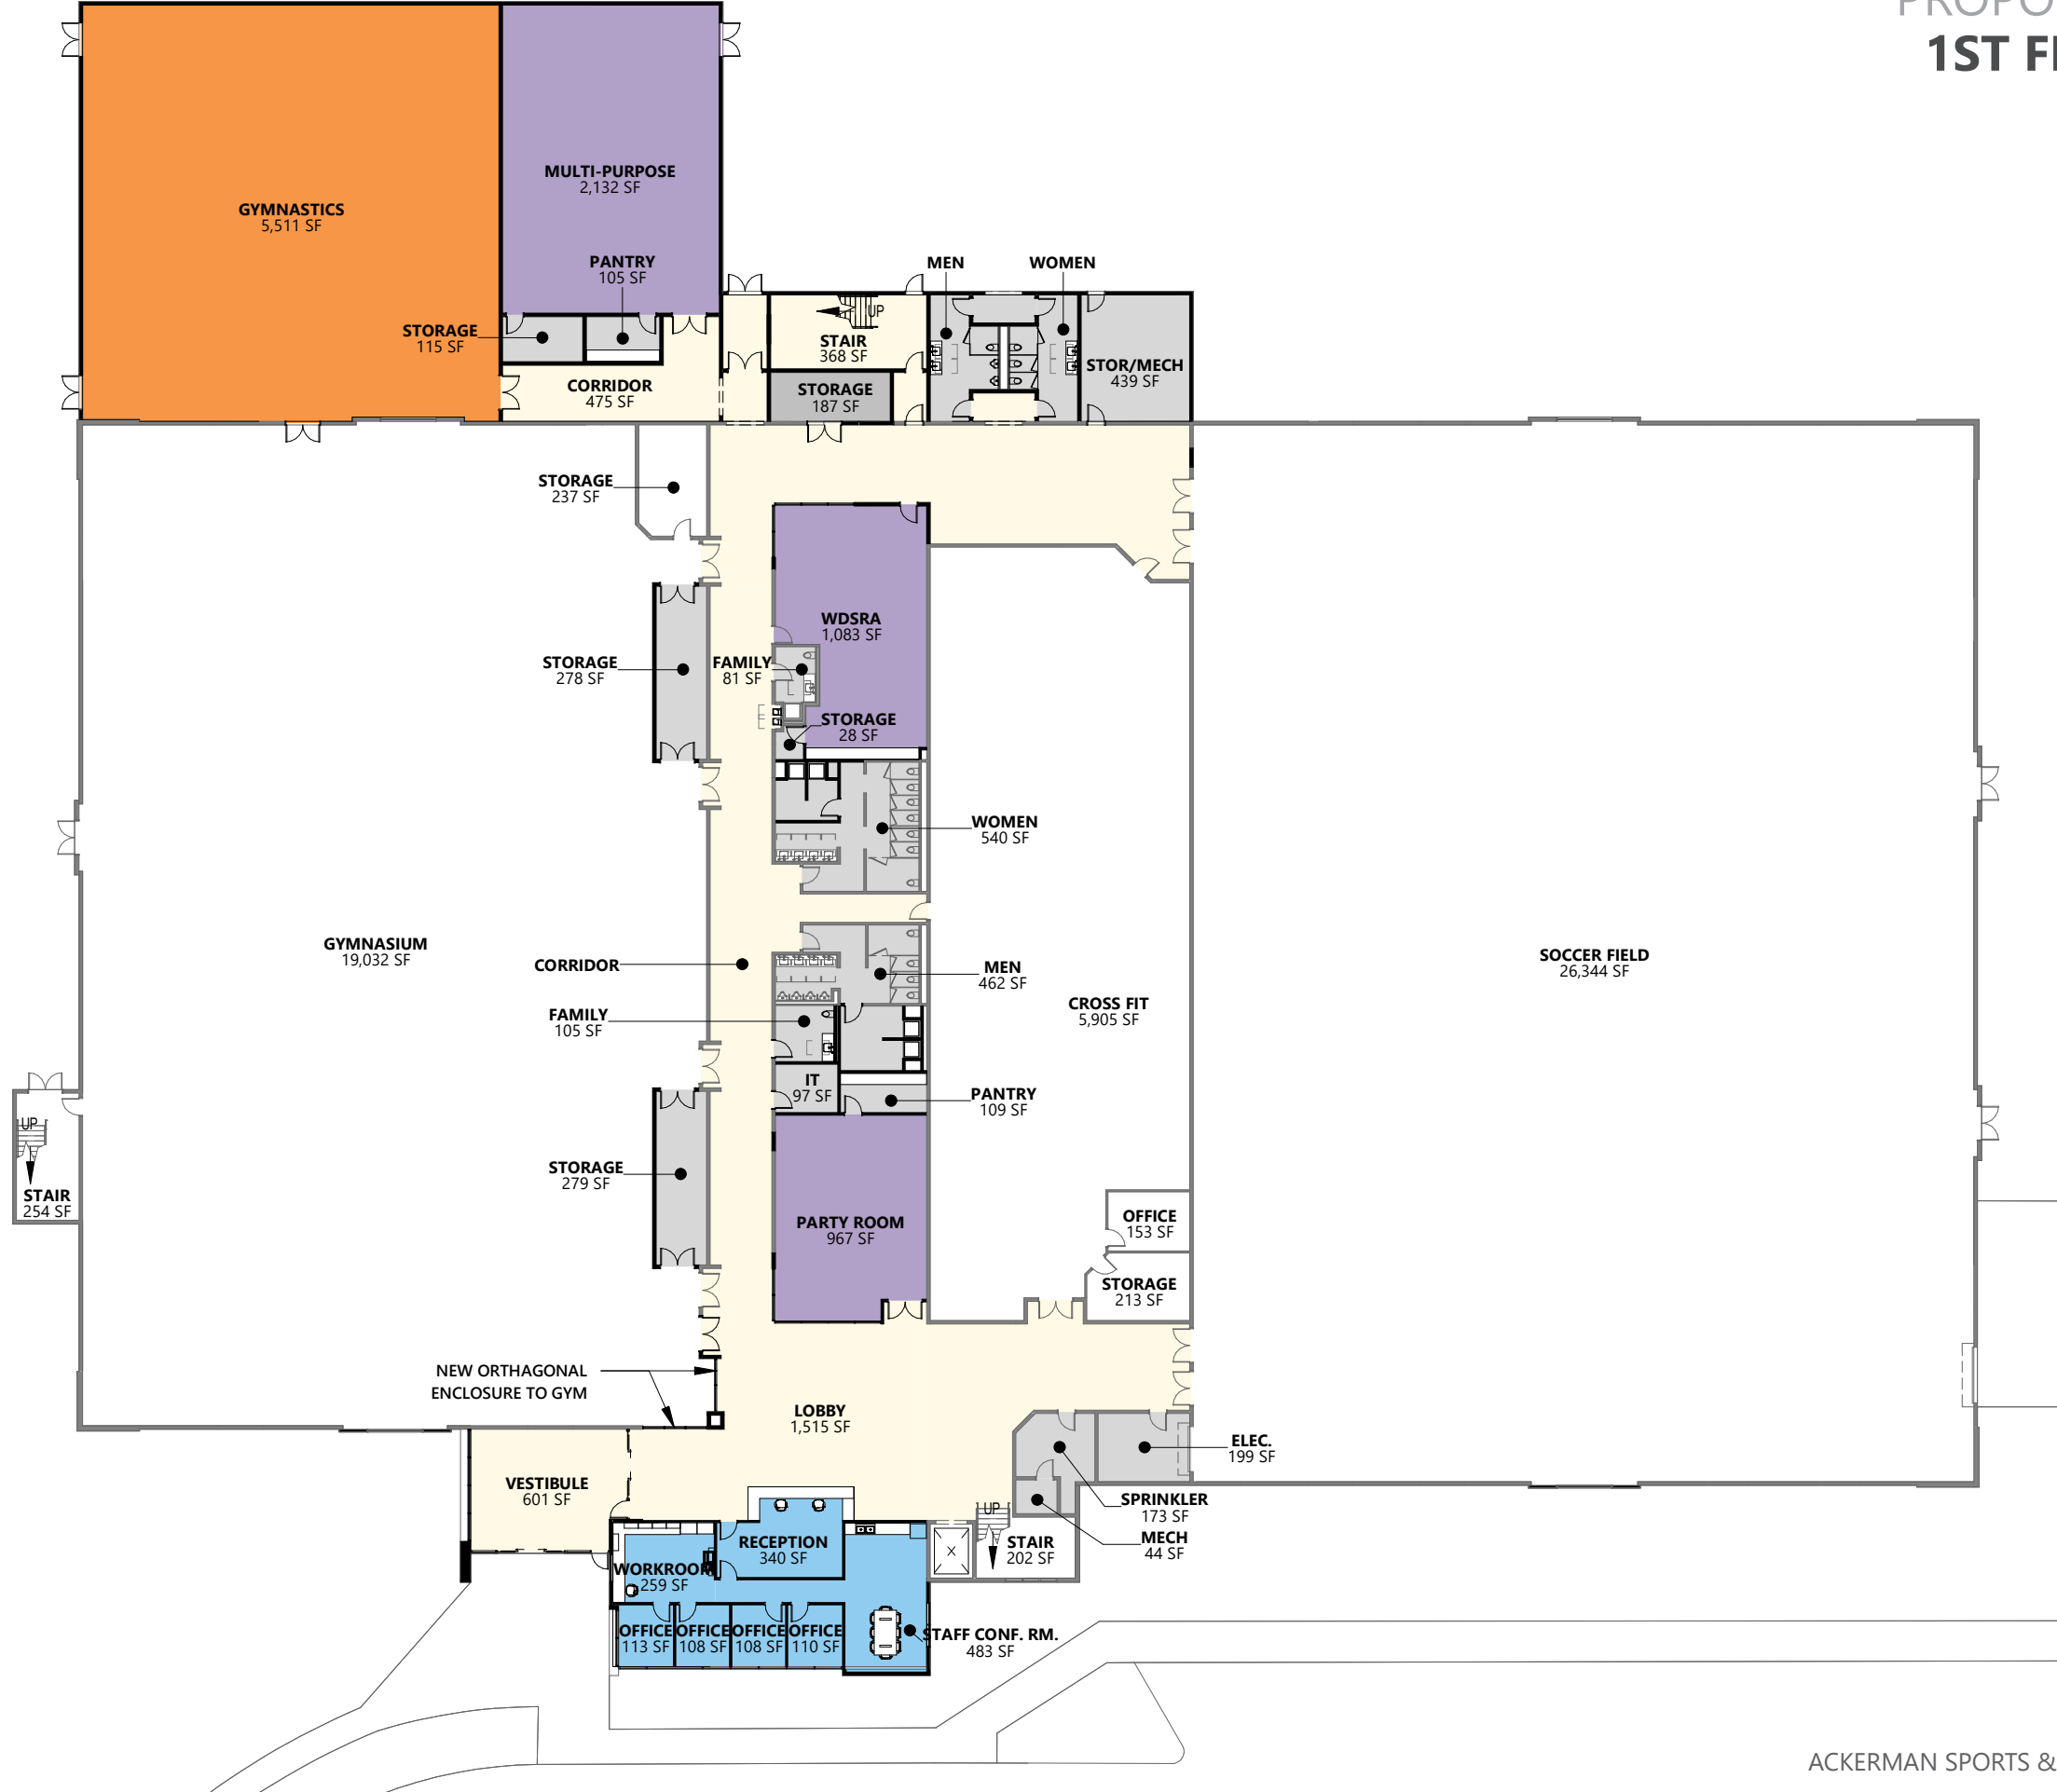 1ST
GYMNASTICS
5,511 SF
MULTI-PURPOSE
2,132 SF
PANTRY
105 SF
STORAGE
115 SF
CORRIDOR
475 SF
UP
STAIR
368 SF
STORAGE
187 SF
MEN
WOMEN
STOR/MECH
439 SF
STORAGE
237 SF
STORAGE
278 SF
WDSRA
1,083 SF
FAMILY
81 SF
STORAGE
28 SF
WOMEN
540 SF
GYMNASIUM
19,032 SF
CORRIDOR
MEN
462 SF
CROSS FIT
5,905 SF
SOCCER FIELD
26,344 SF
FAMILY
105 SF
IT
97 SF
PANTRY
109 SF
UP
STAIR
254 SF
STORAGE
279 SF
PARTY ROOM
967 SF
OFFICE
153 SF
STORAGE
213 SF
NEW ORTHAGONAL
ENCLOSURE TO GYM
LOBBY
1,515 SF
ELEC.
199 SF
VESTIBULE
601 SF
SPRINKLER
173 SF
MECH
44 SF
UP
STAIR
202 SF
X
RECEPTION
340 SF
WORKROOM
259 SF
OFFICE
113 SF
OFFICE
108 SF
OFFICE
108 SF
OFFICE
110 SF
STAFF CONF. RM.
483 SF
ACKERMAN SPORTS &